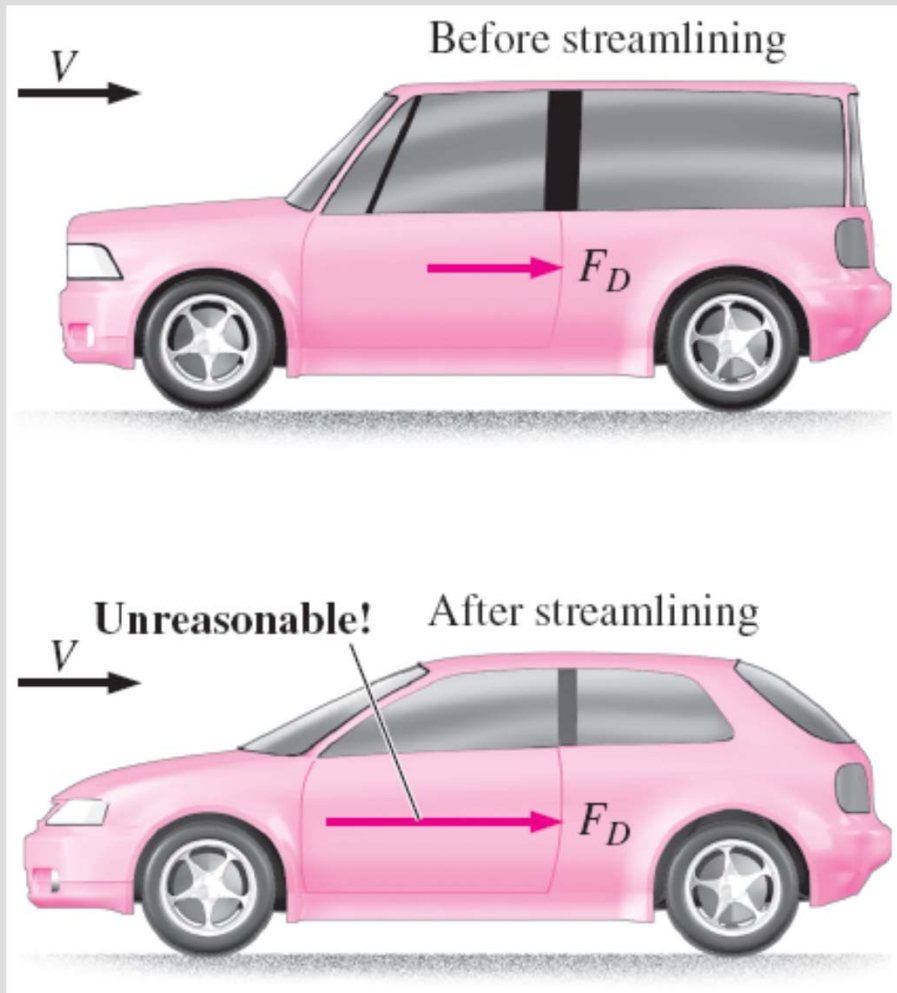 Before streamlining
V
F_D
Unreasonable!
After streamlining
V
F_D